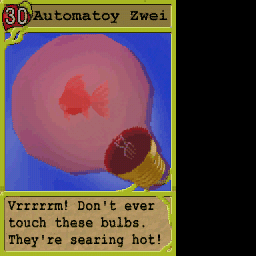 30 Automatoy Zwei
Vrrrrrm! Don't ever
touch these bulbs.
They're searing hot!